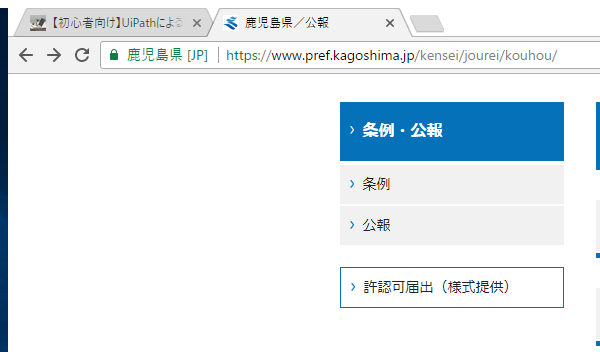 【初心者向け】UiPathによる
鹿児島県／公報
鹿児島県 [JP]
https://www.pref.kagoshima.jp/kensei/jourei/kouhou/
条例・公報
条例
公報
許認可届出（様式提供）